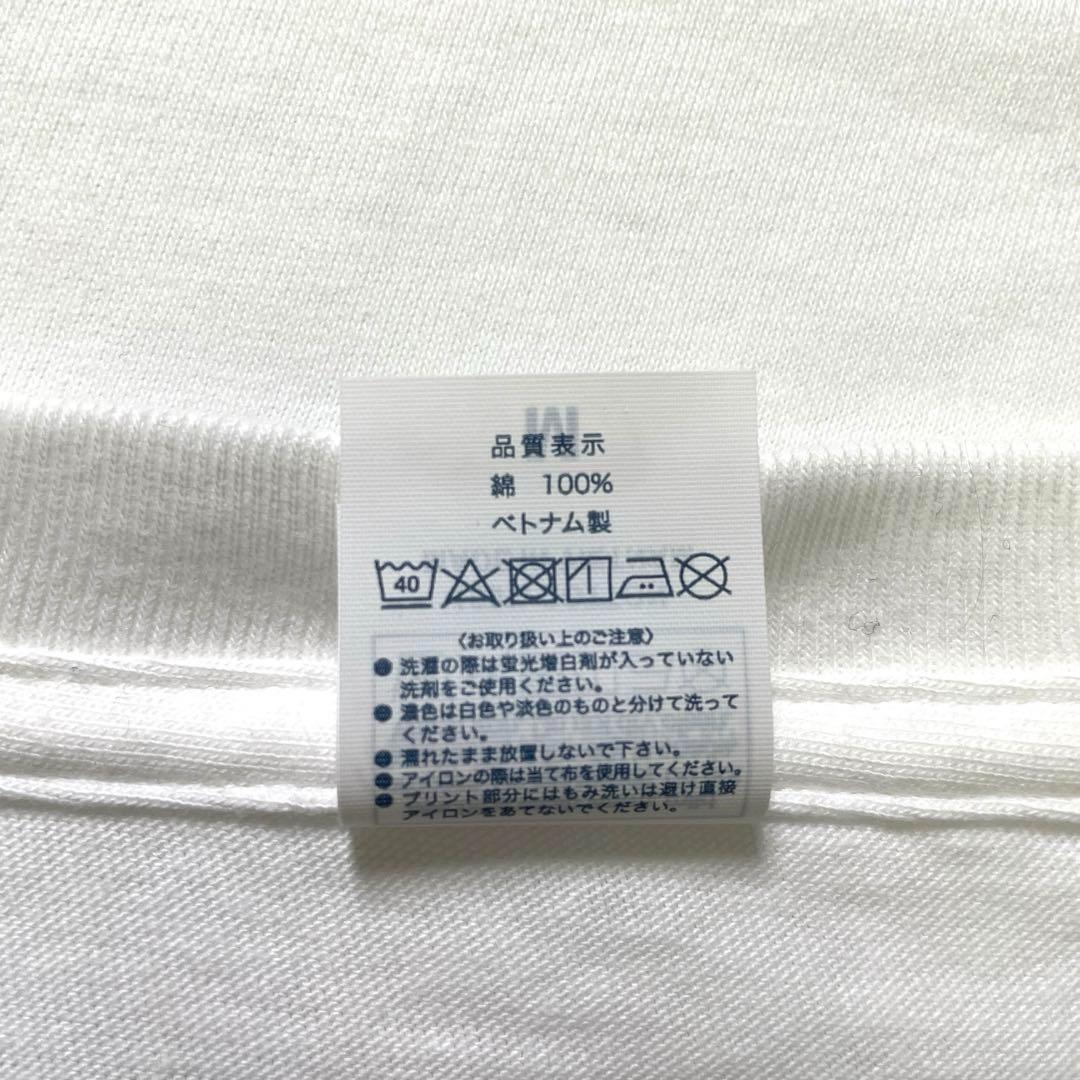 M
品質表示
綿 100%
ベトナム製
40
〈お取り扱い上のご注意〉
● 洗濯の際は蛍光増白剤が入っていない
洗剤をご使用ください。
● 濃色は白色や淡色のものと分けて洗って
ください。
● 濡れたまま放置しないで下さい。
● アイロンの際は当て布を使用してください。
● プリント部分にはもみ洗いは避け直接
アイロンをあてないでください。